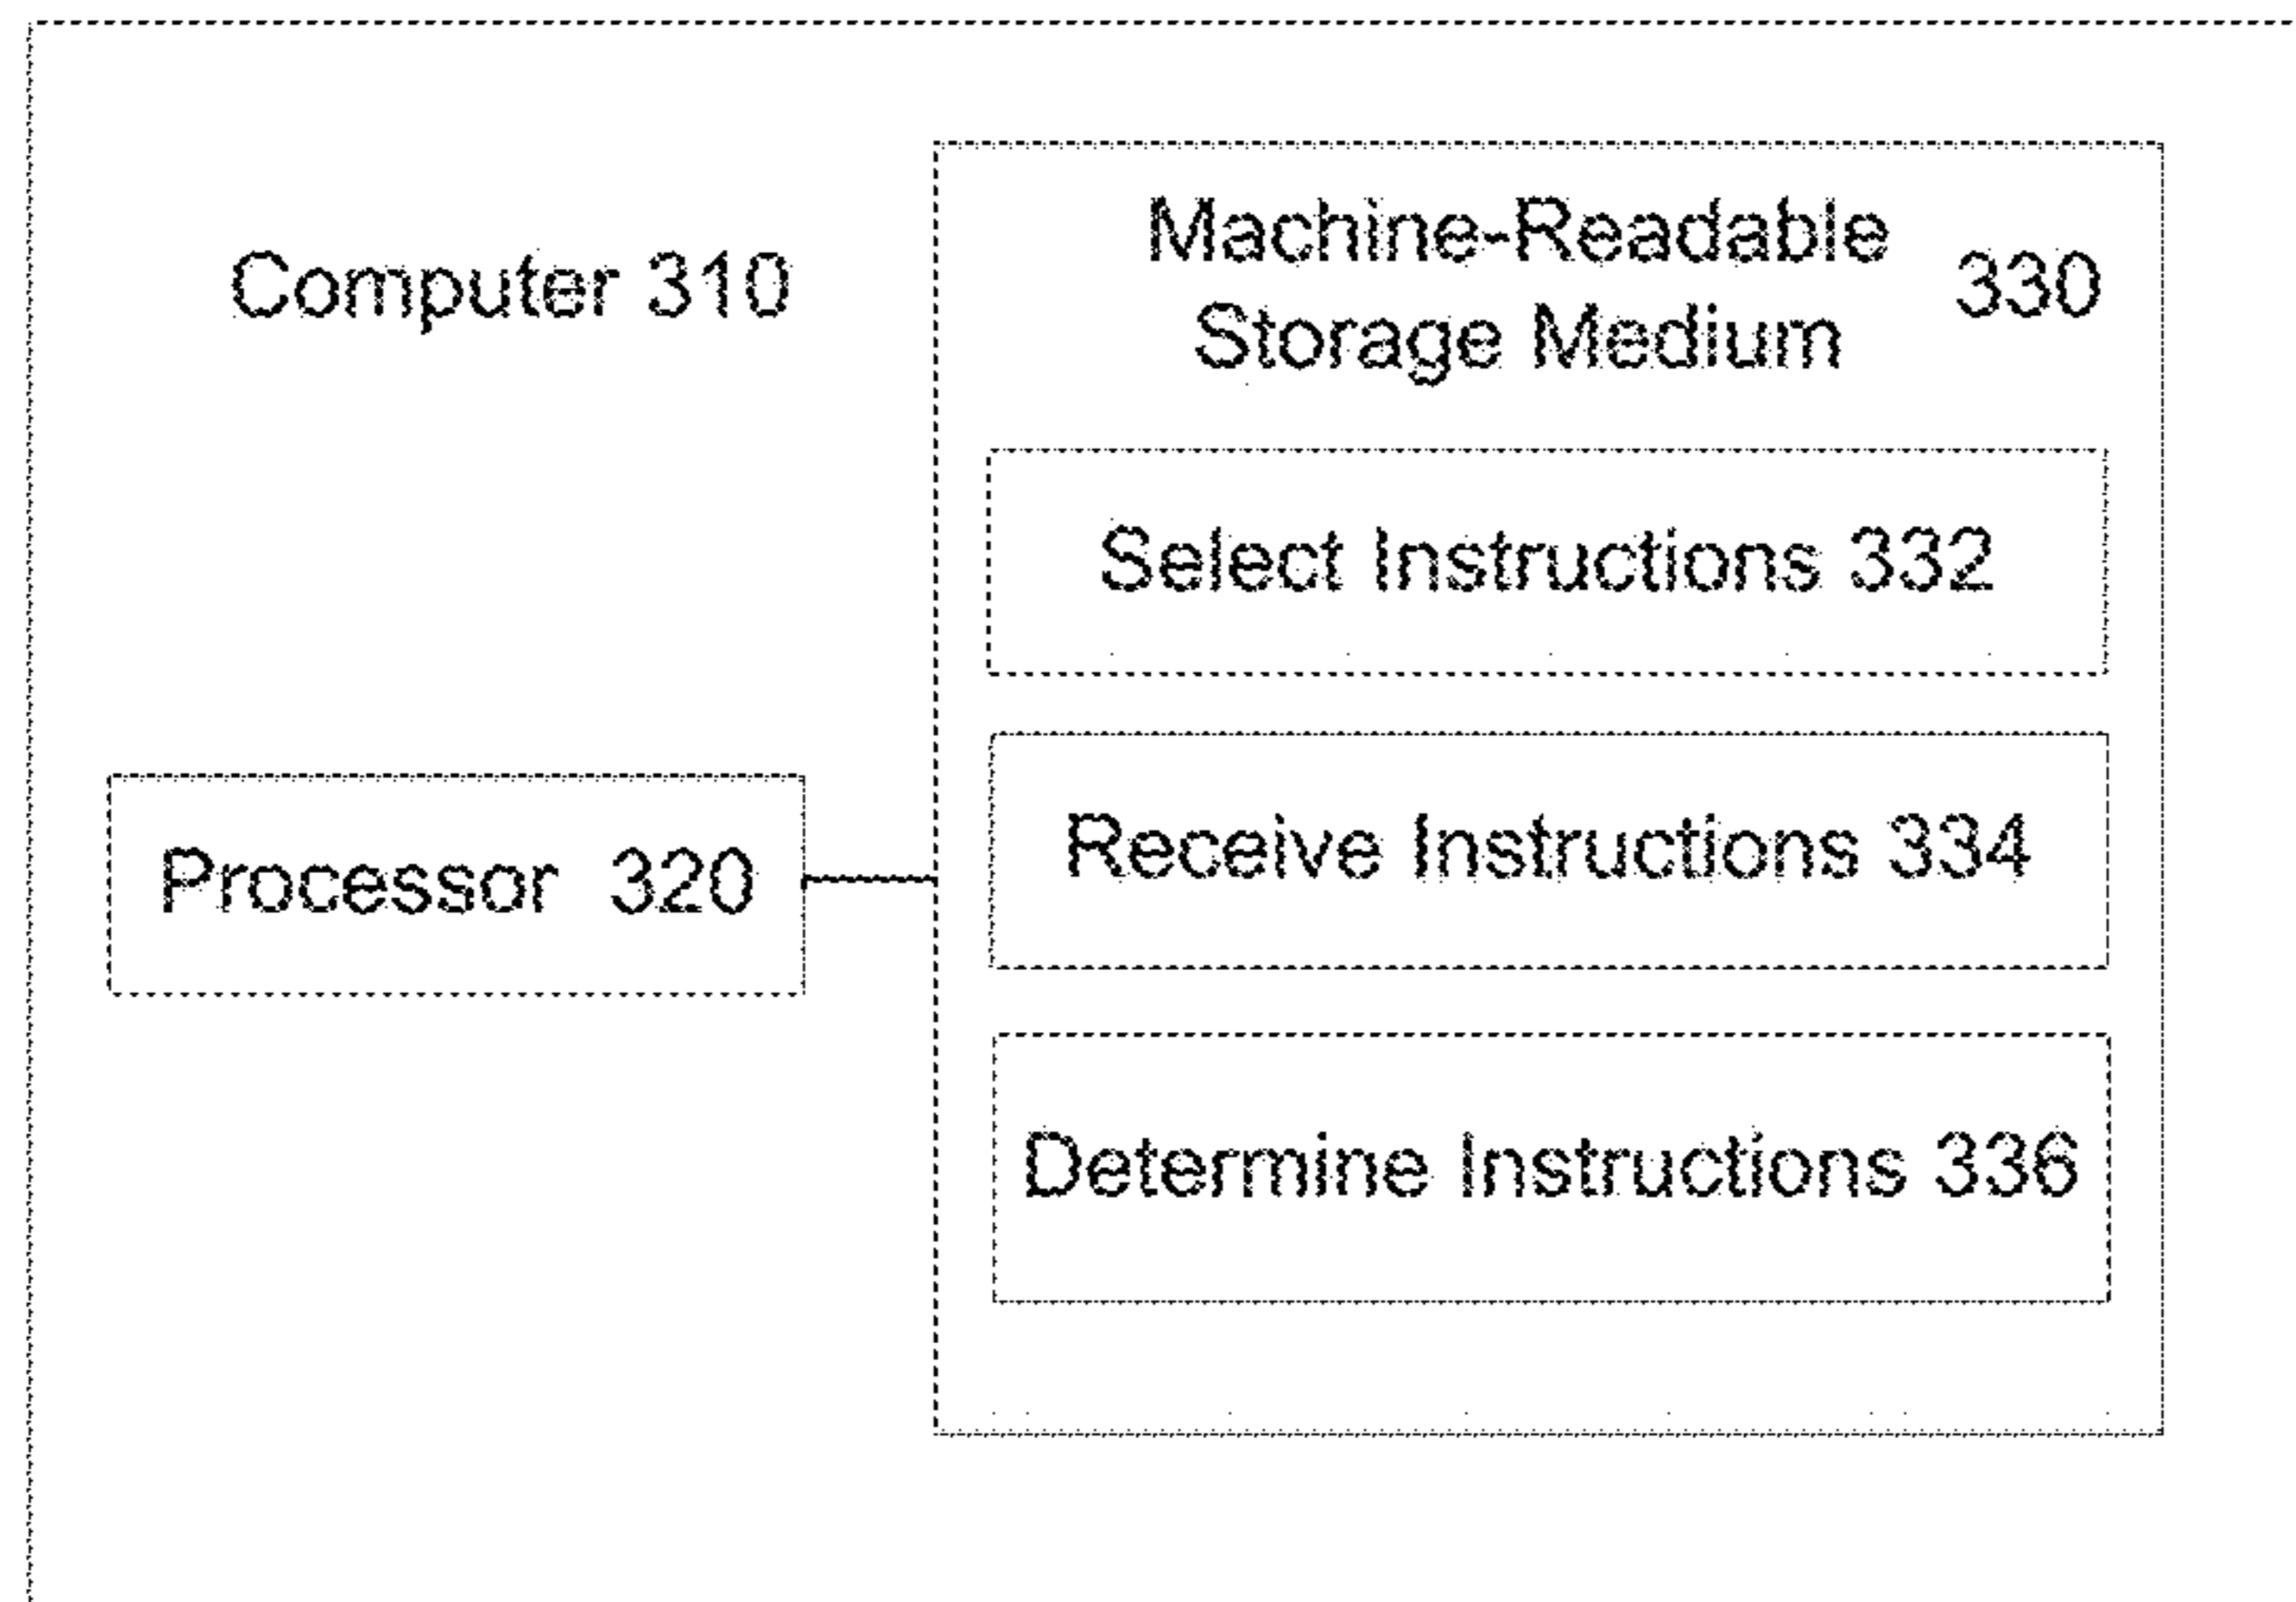 Computer 310
Machine-Readable
Storage Medium
330
Select Instructions 332
Receive Instructions 334
Processor 320
Determine Instructions 336